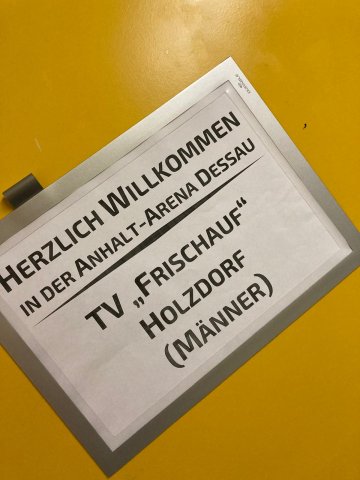 HERZLICH WILLKOMMEN
IN DER ANHALT-ARENA DESSAU
TV „FRISCHAUF“
HOLZDORF
(MÄNNER)